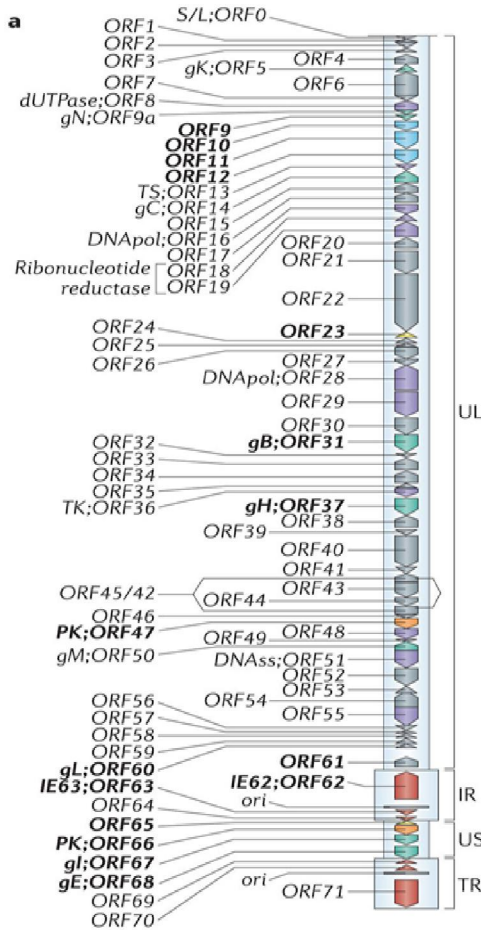 a
S/L;ORF0
ORF1
ORF2
ORF3
ORF4
gK;ORF5
ORF6
ORF7
dUTPase;ORF8
gN;ORF9a
ORF9
ORF10
ORF11
ORF12
TS;ORF13
gC;ORF14
ORF15
DNApol;ORF16
ORF17
Ribonucleotide reductase
ORF18
ORF19
ORF20
ORF21
ORF22
ORF23
ORF24
ORF25
ORF26
ORF27
DNApol;ORF28
ORF29
ORF30
gB;ORF31
ORF32
ORF33
ORF34
ORF35
TK;ORF36
gH;ORF37
ORF38
ORF39
ORF40
ORF41
ORF43
ORF45/42
ORF44
ORF46
PK;ORF47
ORF48
ORF49
gM;ORF50
DNAss;ORF51
ORF52
ORF53
ORF54
ORF55
ORF56
ORF57
ORF58
ORF59
gL;ORF60
ORF61
IE62;ORF62
IE63;ORF63
ori
ORF64
ORF65
PK;ORF66
gI;ORF67
gE;ORF68
ori
ORF69
ORF70
ORF71
UL
IR
US
TR